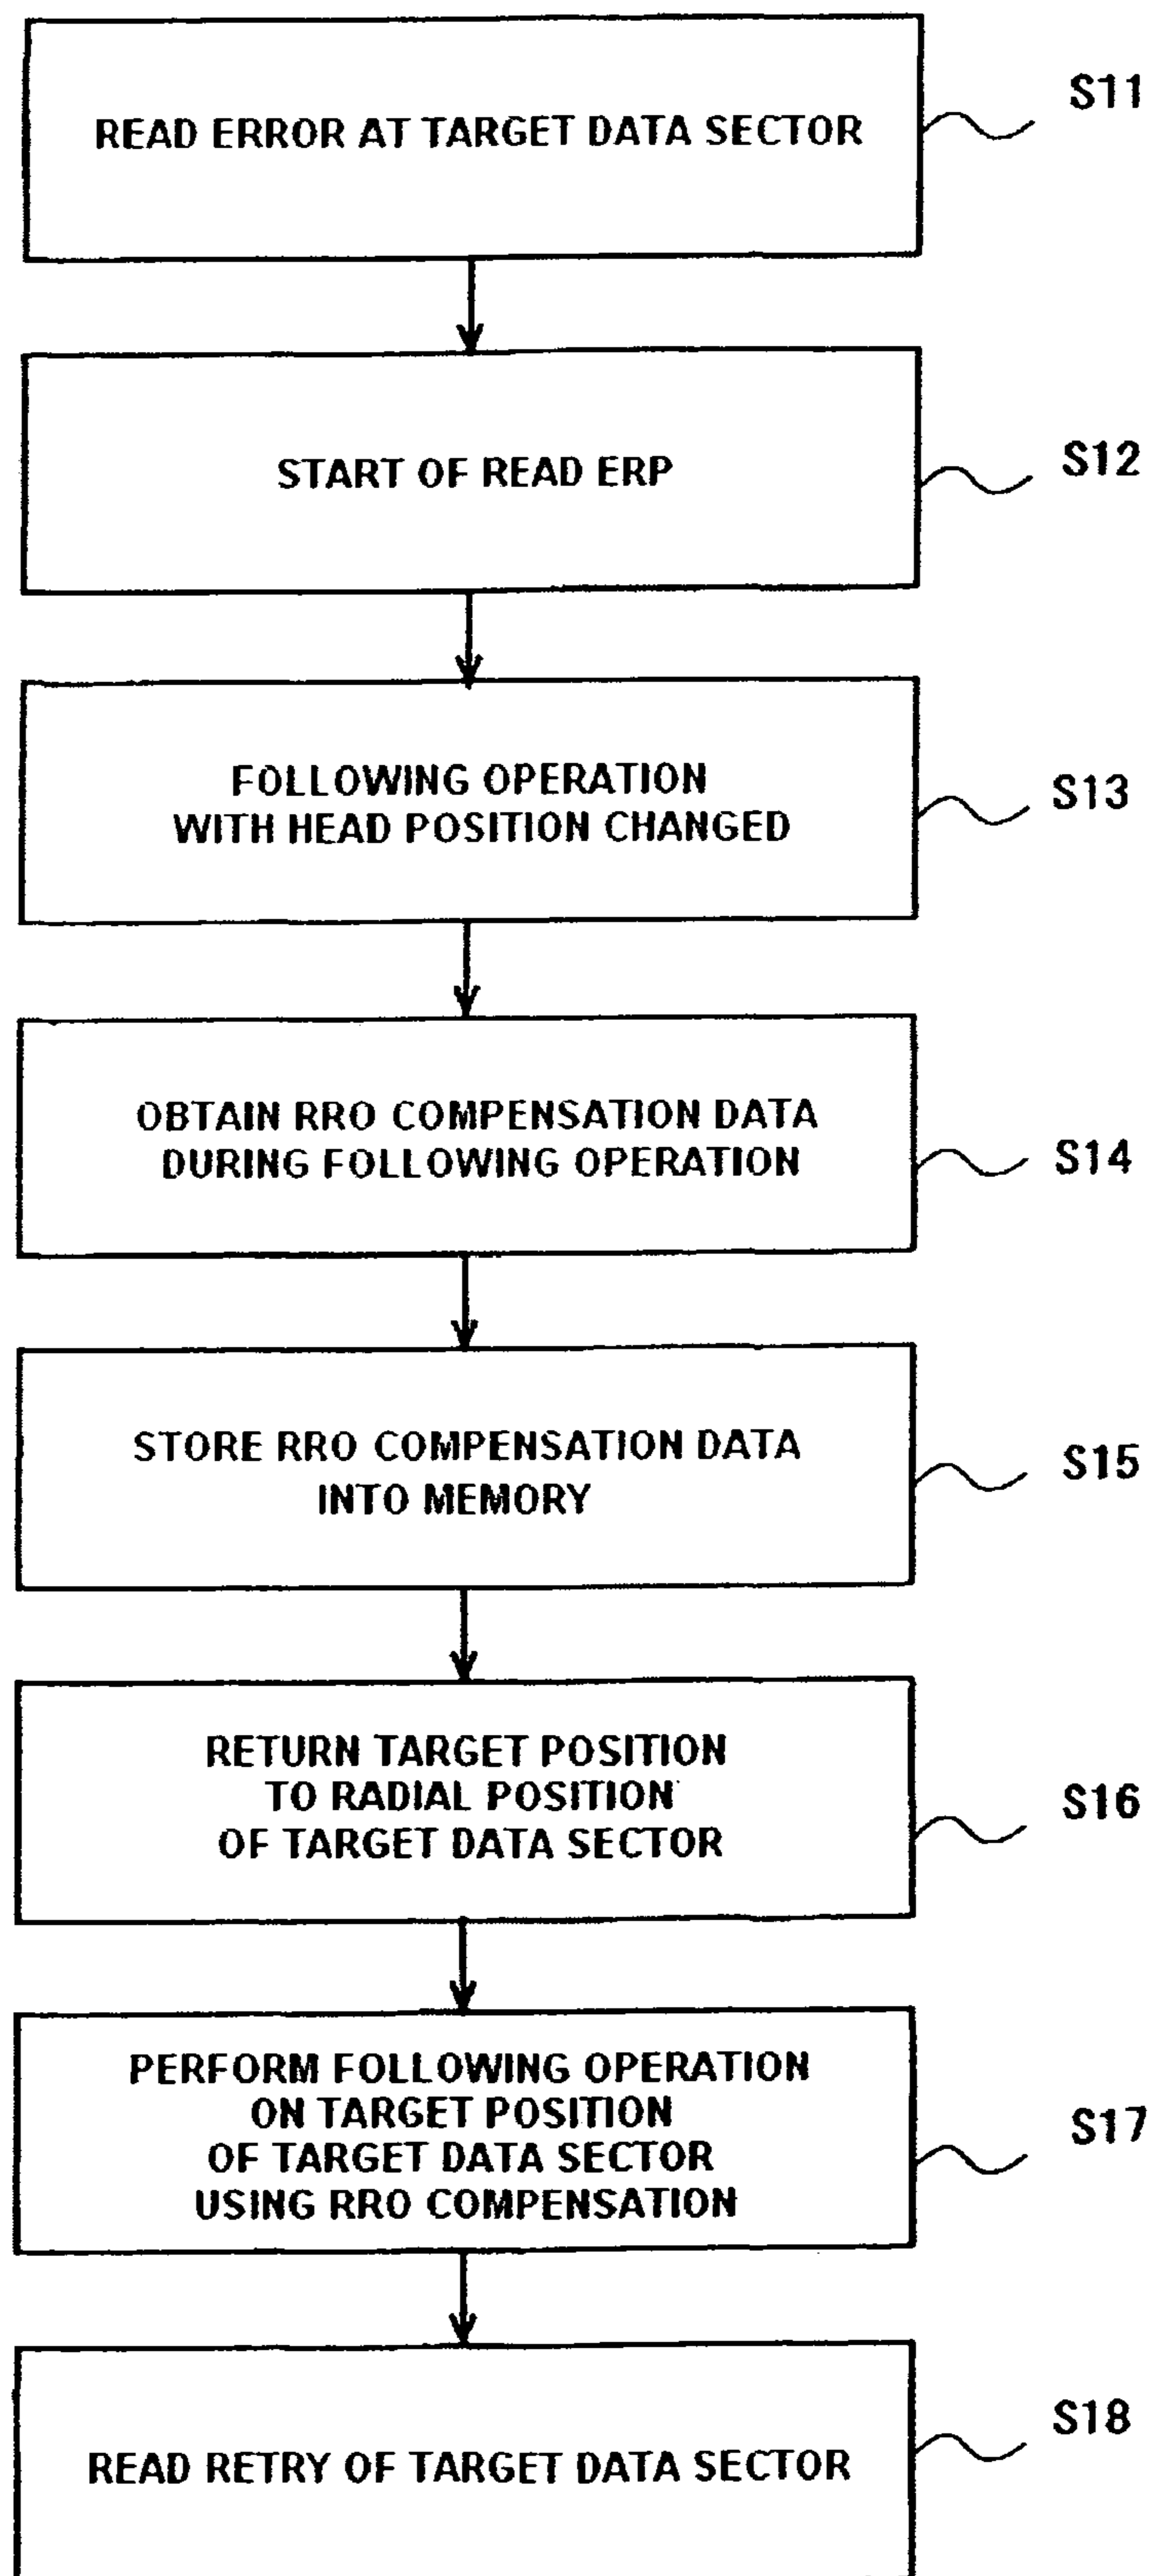 READ ERROR AT TARGET DATA SECTOR
S11
START OF READ ERP
S12
FOLLOWING OPERATION
WITH HEAD POSITION CHANGED
S13
OBTAIN RRO COMPENSATION DATA
DURING FOLLOWING OPERATION
S14
STORE RRO COMPENSATION DATA
INTO MEMORY
S15
RETURN TARGET POSITION
TO RADIAL POSITION
OF TARGET DATA SECTOR
S16
PERFORM FOLLOWING OPERATION
ON TARGET POSITION
OF TARGET DATA SECTOR
USING RRO COMPENSATION
S17
READ RETRY OF TARGET DATA SECTOR
S18